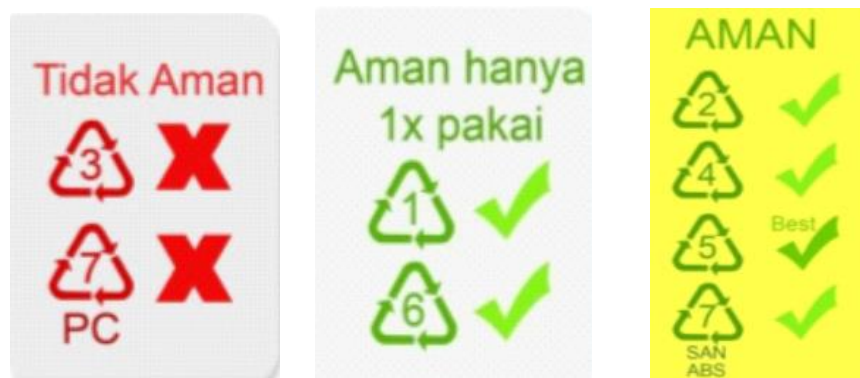 Tidak Aman
3 X
7 X
PC
Aman hanya
1x pakai
1
6
AMAN
2
4
Best
5
7
SAN
ABS